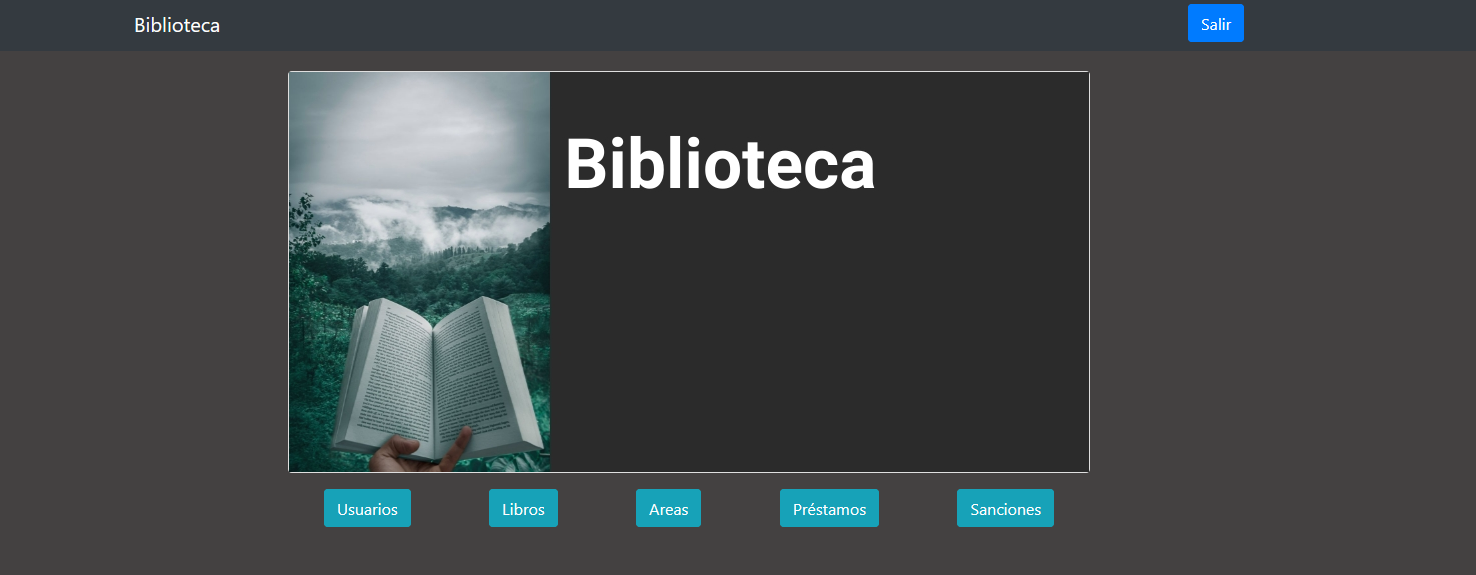 Biblioteca
Salir
Biblioteca
Usuarios
Libros
Areas
Préstamos
Sanciones